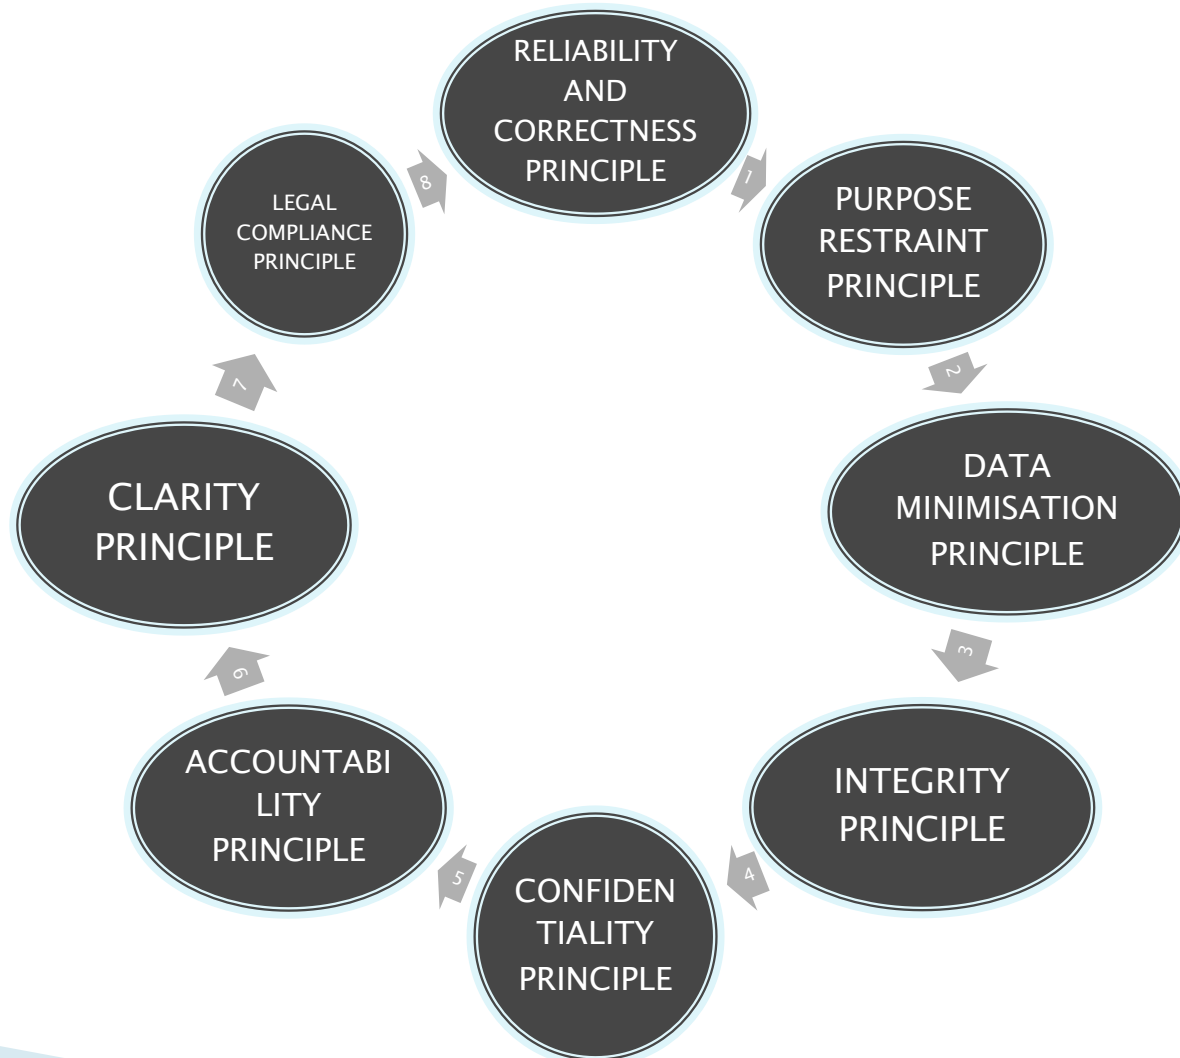 RELIABILITY
AND
CORRECTNESS
PRINCIPLE
1
PURPOSE
RESTRAINT
PRINCIPLE
2
DATA
MINIMISATION
PRINCIPLE
3
INTEGRITY
PRINCIPLE
4
CONFIDEN
TIALITY
PRINCIPLE
5
ACCOUNTABI
LITY
PRINCIPLE
6
CLARITY
PRINCIPLE
7
LEGAL
COMPLIANCE
PRINCIPLE
8